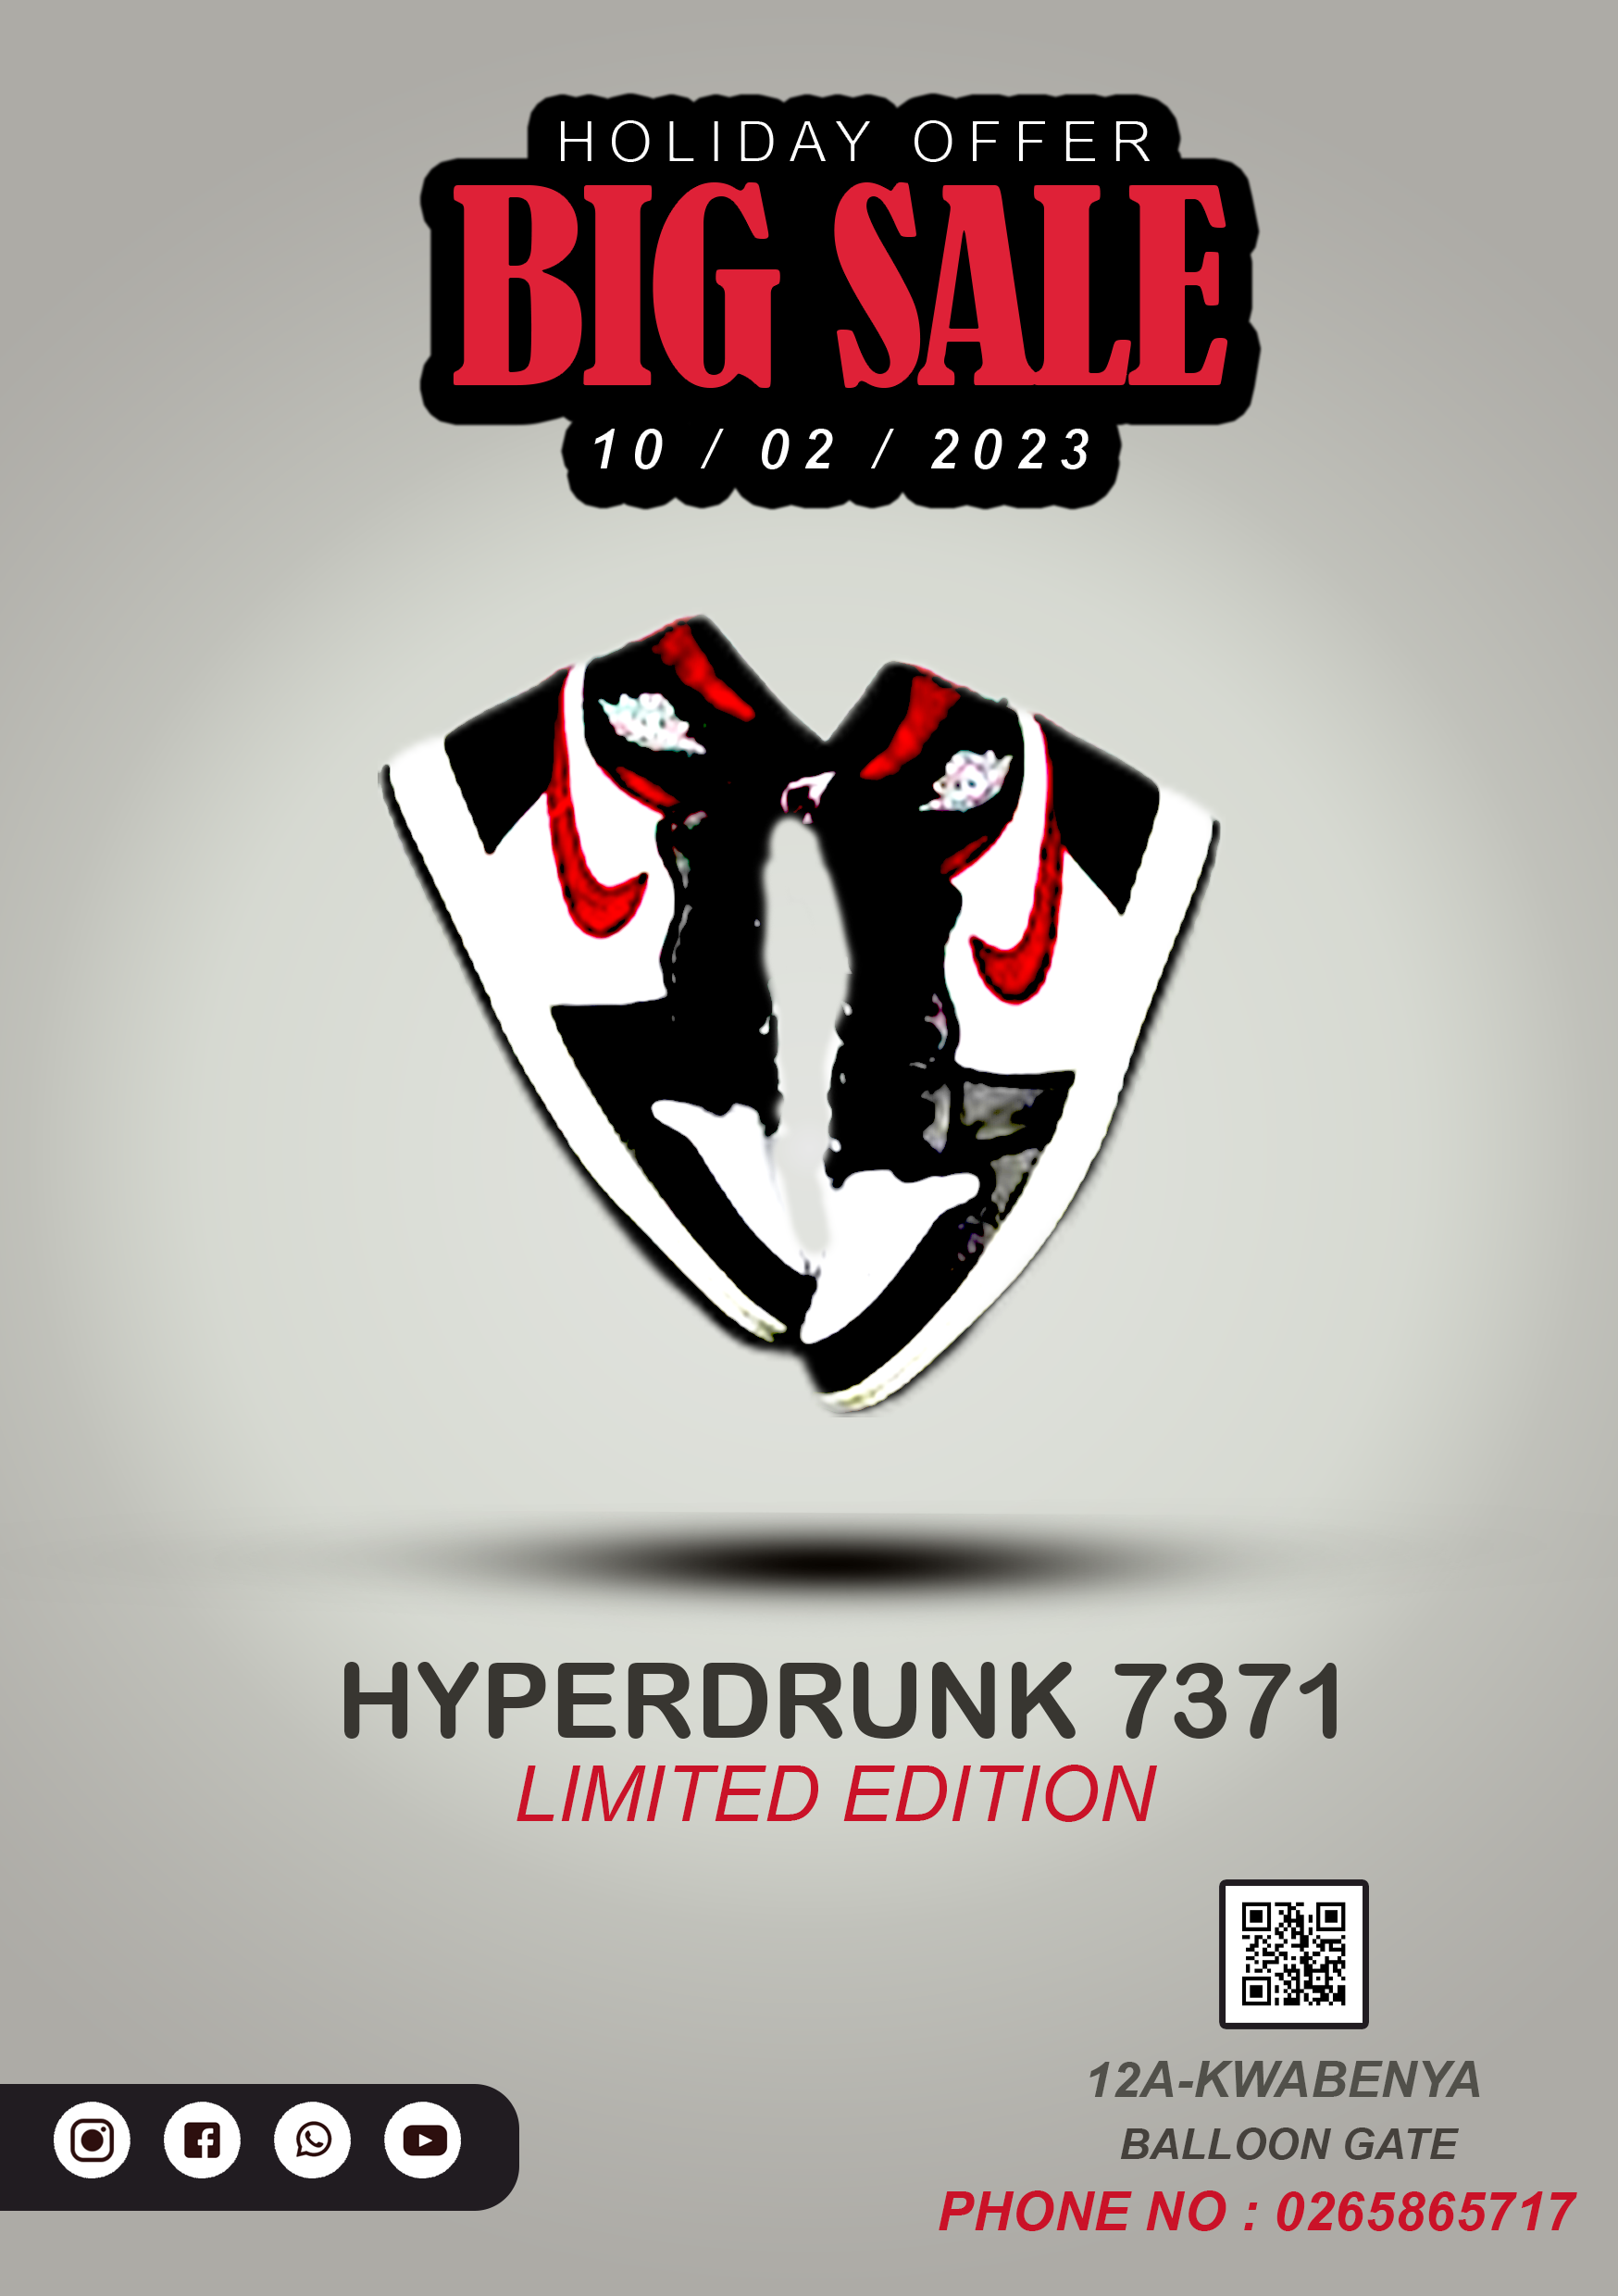 HOLIDAY OFFER
BIG SALE
10 / 02 / 2023
HYPERDRUNK 7371
LIMITED EDITION
12A-KWABENYA
BALLOON GATE
PHONE NO : 0265865717